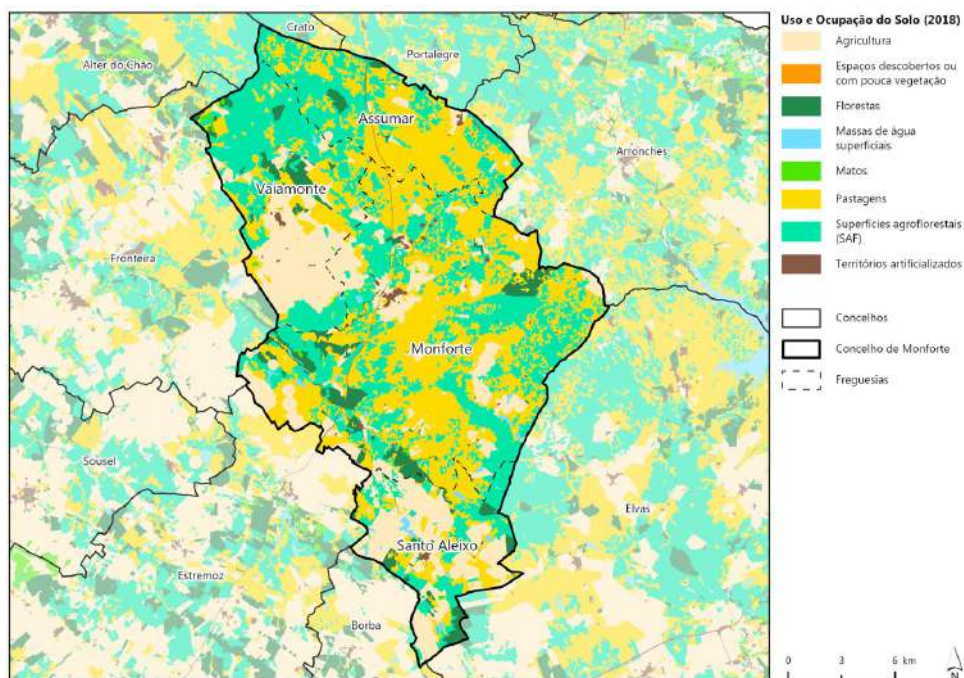 Crato
Portalegre
Alter do Chão
Assumar
Arronches
Vaiamonte
Fronteira
Monforte
Sousel
Elvas
Santo Aleixo
Estremoz
Borba
Uso e Ocupação do Solo (2018)
Agricultura
Espaços descobertos ou
com pouca vegetação
Florestas
Massas de água
superficiais
Matos
Pastagens
Superfícies agroflorestais
(SAF)
Territórios artificializados
Concelhos
Concelho de Monforte
Freguesias
0 3 6 km
N